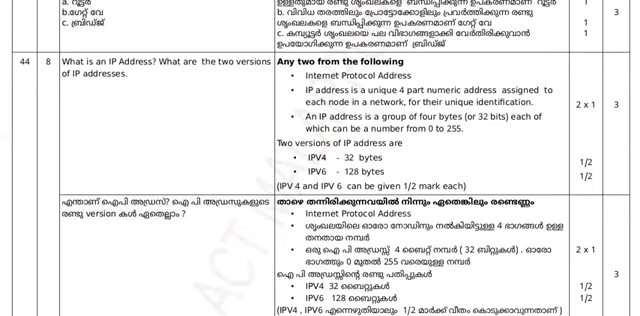 a. റൂട്ടർ
b.ഗേറ്റ് വേ
c. ബ്രിഡ്ജ്
ഉള്ളതുമായ രണ്ടു ശൃംഖലകളെ ബന്ധിപ്പിക്കുന്ന ഉപകരണമാണ് റൂട്ടർ
b. വിവിധ തരത്തിലും പ്രോട്ടോക്കോളിലും പ്രവർത്തിക്കുന്ന രണ്ടു
ശൃംഖലകളെ ബന്ധിപ്പിക്കുന്ന ഉപകരണമാണ് ഗേറ്റ് വേ
c. കമ്പ്യൂട്ടർ ശൃംഖലയെ പല വിഭാഗങ്ങളാക്കി വേർതിരിക്കുവാൻ
ഉപയോഗിക്കുന്ന ഉപകരണമാണ് ബ്രിഡ്ജ്
1
1
1
3
44 8 What is an IP Address? What are the two versions
of IP addresses.
Any two from the following
• Internet Protocol Address
• IP address is a unique 4 part numeric address assigned to
each node in a network, for their unique identification.
• An IP address is a group of four bytes (or 32 bits) each of
which can be a number from 0 to 255.
Two versions of IP address are
• IPV4 - 32 bytes
• IPV6 - 128 bytes
(IPV 4 and IPV 6 can be given 1/2 mark each)
2 x 1
1/2
1/2
3
എന്താണ് ഐപി അഡ്രസ്? ഐ പി അഡ്രസുകളുടെ
രണ്ടു version കൾ ഏതെല്ലാം ?
താഴെ തന്നിരിക്കുന്നവയിൽ നിന്നും ഏതെങ്കിലും രണ്ടെണ്ണം
• Internet Protocol Address
• ശൃംഖലയിലെ ഓരോ നോഡിനും നൽകിയിട്ടുള്ള 4 ഭാഗങ്ങൾ ഉള്ള
തനതായ നമ്പർ
• ഒരു ഐ പി അഡ്രസ്സ് 4 ബൈറ്റ് നമ്പർ ( 32 ബിറ്റുകൾ) . ഓരോ
ഭാഗത്തും 0 മുതൽ 255 വരെയുള്ള നമ്പർ
ഐ പി അഡ്രസ്സിന്റെ രണ്ടു പതിപ്പുകൾ
• IPV4 32 ബൈറ്റുകൾ
• IPV6 128 ബൈറ്റുകൾ
(IPV4 , IPV6 എന്നെഴുതിയാലും 1/2 മാർക്ക് വീതം കൊടുക്കാവുന്നതാണ് )
2 x 1
1/2
1/2
3